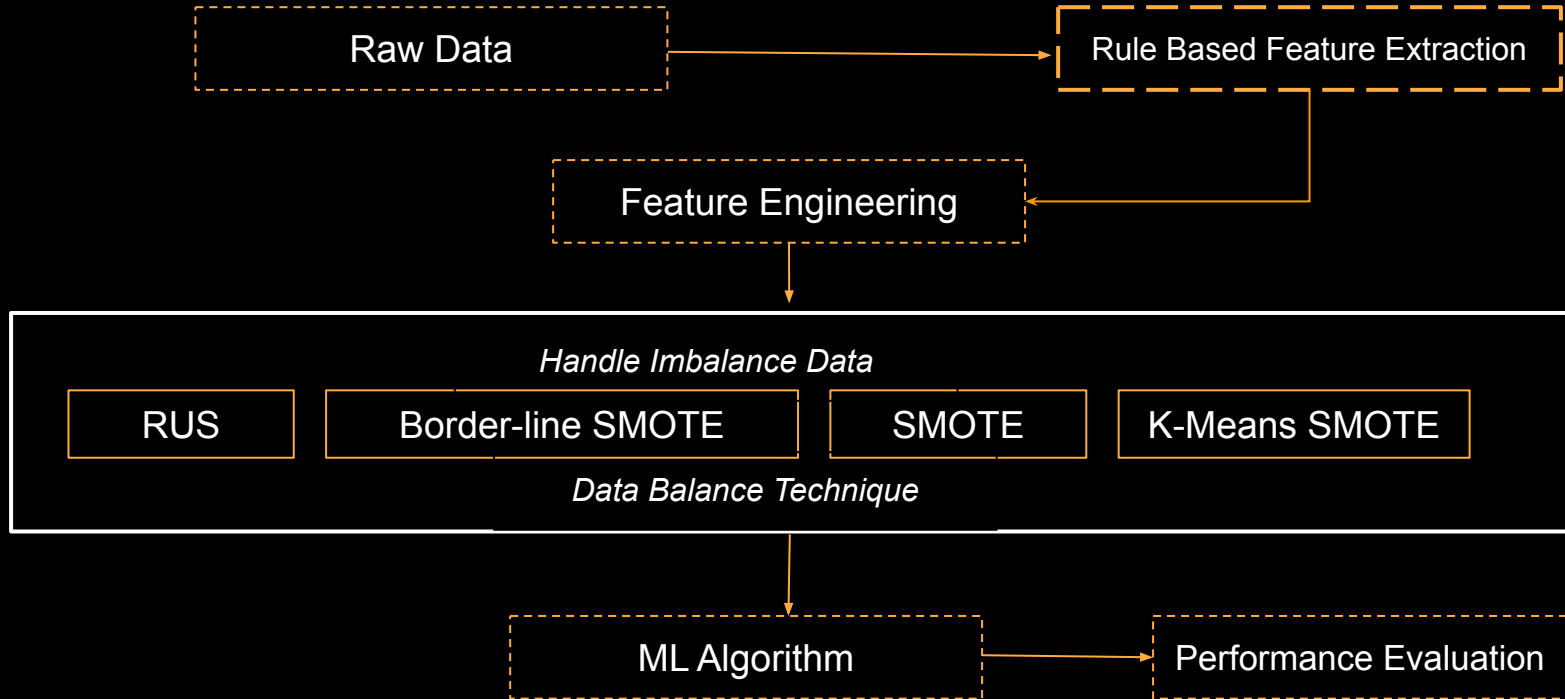 Raw Data
Rule Based Feature Extraction
Feature Engineering
Handle Imbalance Data
RUS
Border-line SMOTE
SMOTE
K-Means SMOTE
Data Balance Technique
ML Algorithm
Performance Evaluation